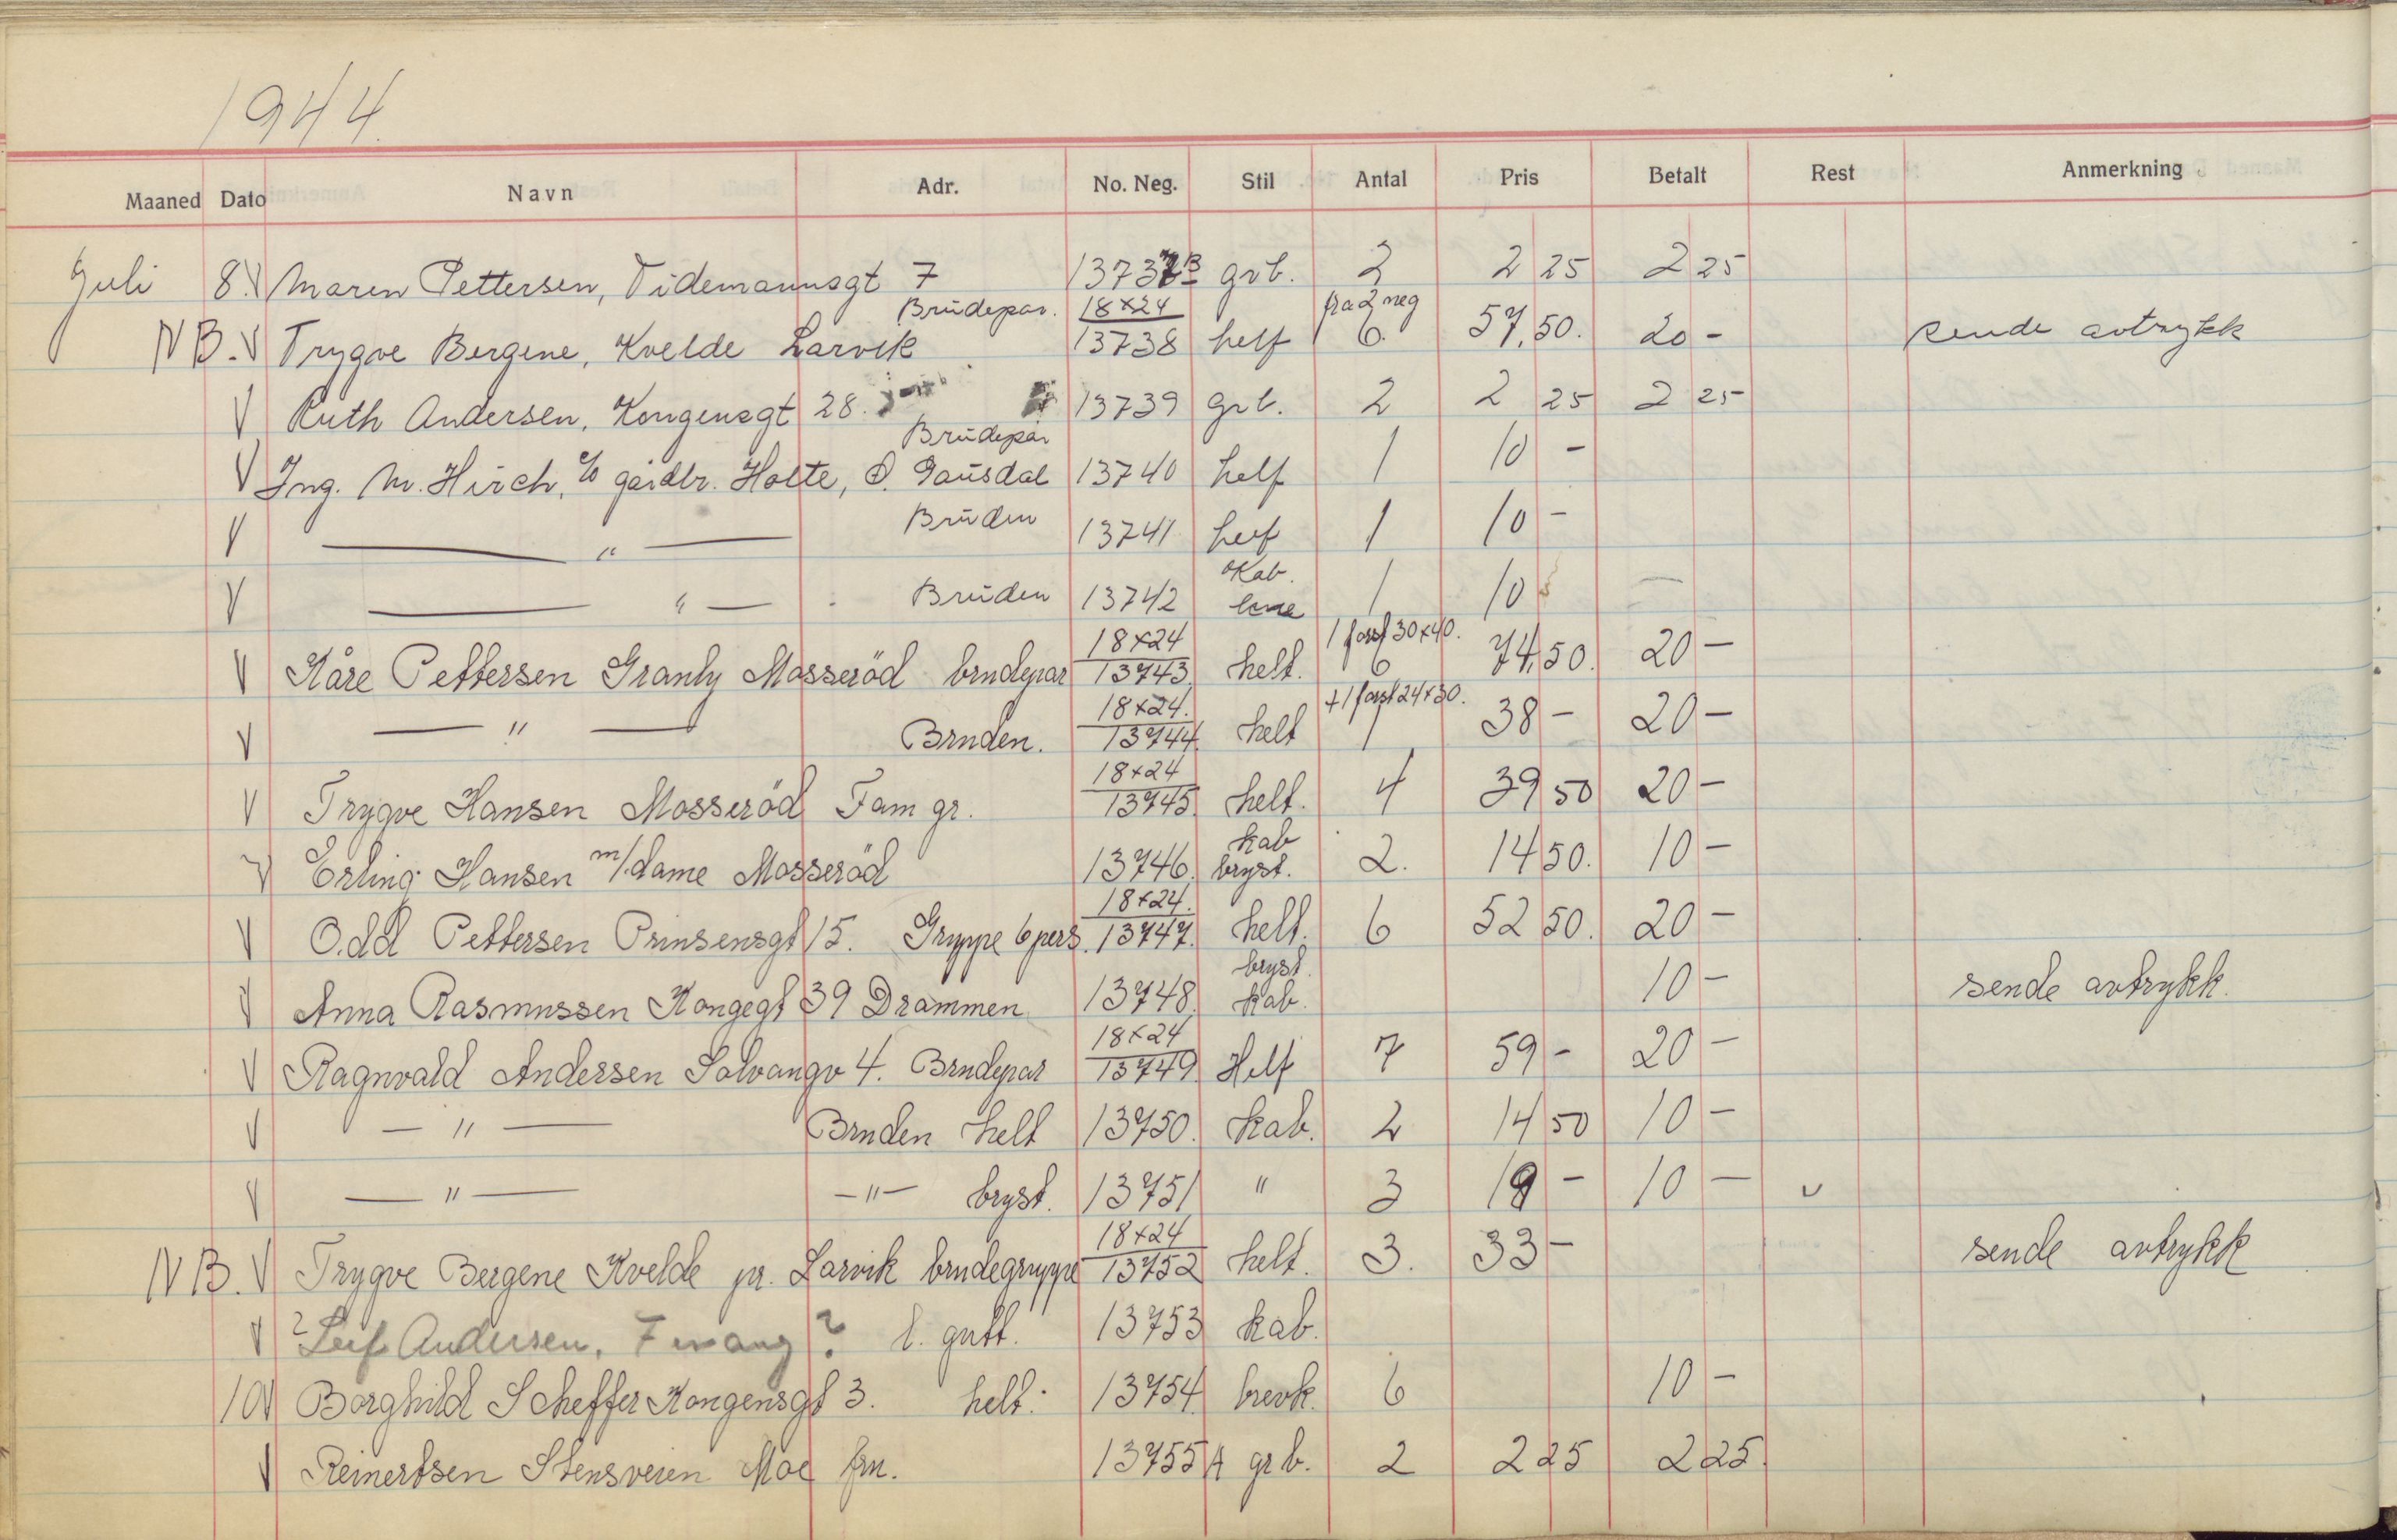 1944.
Maaned Dato Navn Adr. No. Neg. Stil Antal Pris Betalt Rest Anmerkning
Juli 8. V Maren Pettersen, Tidemannsgt 7 grb. 2 2 25 2 25
Brudepar. 18x24 fra 2 neg
NB. V Trygve Bergene, Kvelde Larvik 13738 helf 6. 57,50. 20 - sende avtrykk
V Ruth Andersen, Kongensgt 28. 13739 grb. 2 2 25 2 25
Brudepar
V Ing. M. Hirch, c/o gårdbr. Holte, Ö. Gausdal 13740 helf 1 10 -
V — " — Bruden 13741 helf 1 10 -
Kab.
V — " — Bruden 13742 1 10
18x24 1 forst 30x40.
V Kåre Pettersen Granly Mosseröd brudepar 13743 helt. 6 74,50. 20 -
18x24. + 1 forst 24x30.
V — " — Bruden. 13744 helt 1 38 - 20 -
18x24
V Trygve Hansen Mosseröd Fam gr. 13745 helt. 4 39 50 20 -
kab
V Erling Hansen m/dame Mosseröd 13746. bryst. 2. 14 50. 10 -
18x24.
V Odd Pettersen Prinsensgt 15. Gruppe 6 pers. 13747. helt. 6 52 50. 20 -
bryst.
V Anna Rasmussen Kongegt 39 Drammen 13748. kab. 10 - sende avtrykk.
18x24
V Ragnvald Andersen Solvangv 4. Brudepar 13749 Helt 7 59 - 20 -
V — " — Bruden helt 13750. kab. 2 14 50 10 -
V — " — — " — bryst. 13751 " 3 19 - 10 -
18x24
NB. V Trygve Bergene Kvelde pr. Larvik brudegruppe 13752 helt. 3. 33 - sende avtrykk
V ? Leif Andersen, ? l. gutt. 13753 kab.
10 V Borghild Scheffer Kongensgt 3. helt. 13754 brevk. 6 10 -
V Reinertsen Stensveien Moe fru. 13755 A grb. 2 2 25 2 25.